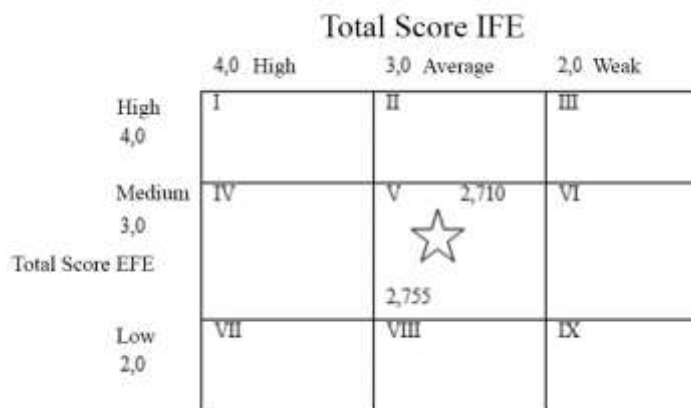 Total Score IFE
4,0 High 3,0 Average 2,0 Weak
High
4,0
I II III
Medium
3,0
IV V 2,710 VI
Total Score EFE
2,755
Low
2,0
VII VIII IX